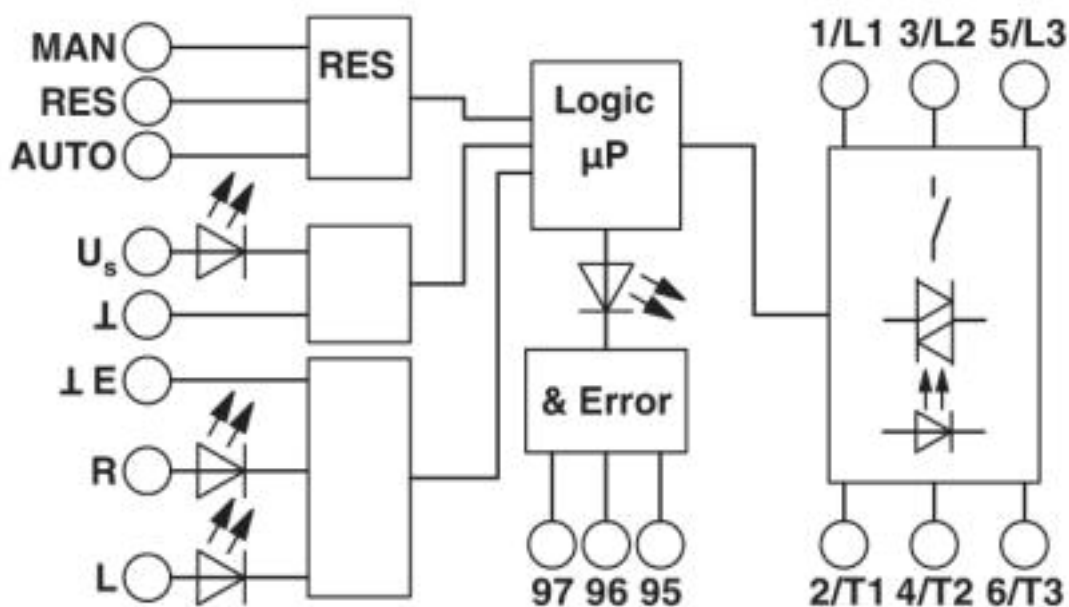 MAN
RES
AUTO
RES
Us
⊥
⊥ E
R
L
Logic
µP
& Error
97 96 95
1/L1 3/L2 5/L3
2/T1 4/T2 6/T3